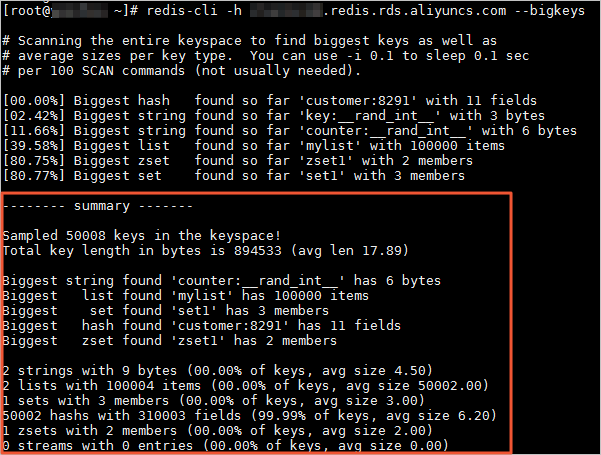 [root@ ~]# redis-cli -h .redis.rds.aliyuncs.com --bigkeys
# Scanning the entire keyspace to find biggest keys as well as
# average sizes per key type.  You can use -i 0.1 to sleep 0.1 sec
# per 100 SCAN commands (not usually needed).
[00.00%] Biggest hash   found so far 'customer:8291' with 11 fields
[02.42%] Biggest string found so far 'key:__rand_int__' with 3 bytes
[11.66%] Biggest string found so far 'counter:__rand_int__' with 6 bytes
[39.58%] Biggest list   found so far 'mylist' with 100000 items
[80.75%] Biggest zset   found so far 'zset1' with 2 members
[80.77%] Biggest set    found so far 'set1' with 3 members
-------- summary -------
Sampled 50008 keys in the keyspace!
Total key length in bytes is 894533 (avg len 17.89)
Biggest string found 'counter:__rand_int__' has 6 bytes
Biggest   list found 'mylist' has 100000 items
Biggest    set found 'set1' has 3 members
Biggest   hash found 'customer:8291' has 11 fields
Biggest   zset found 'zset1' has 2 members
2 strings with 9 bytes (00.00% of keys, avg size 4.50)
2 lists with 100004 items (00.00% of keys, avg size 50002.00)
1 sets with 3 members (00.00% of keys, avg size 3.00)
50002 hashs with 310003 fields (99.99% of keys, avg size 6.20)
1 zsets with 2 members (00.00% of keys, avg size 2.00)
0 streams with 0 entries (00.00% of keys, avg size 0.00)